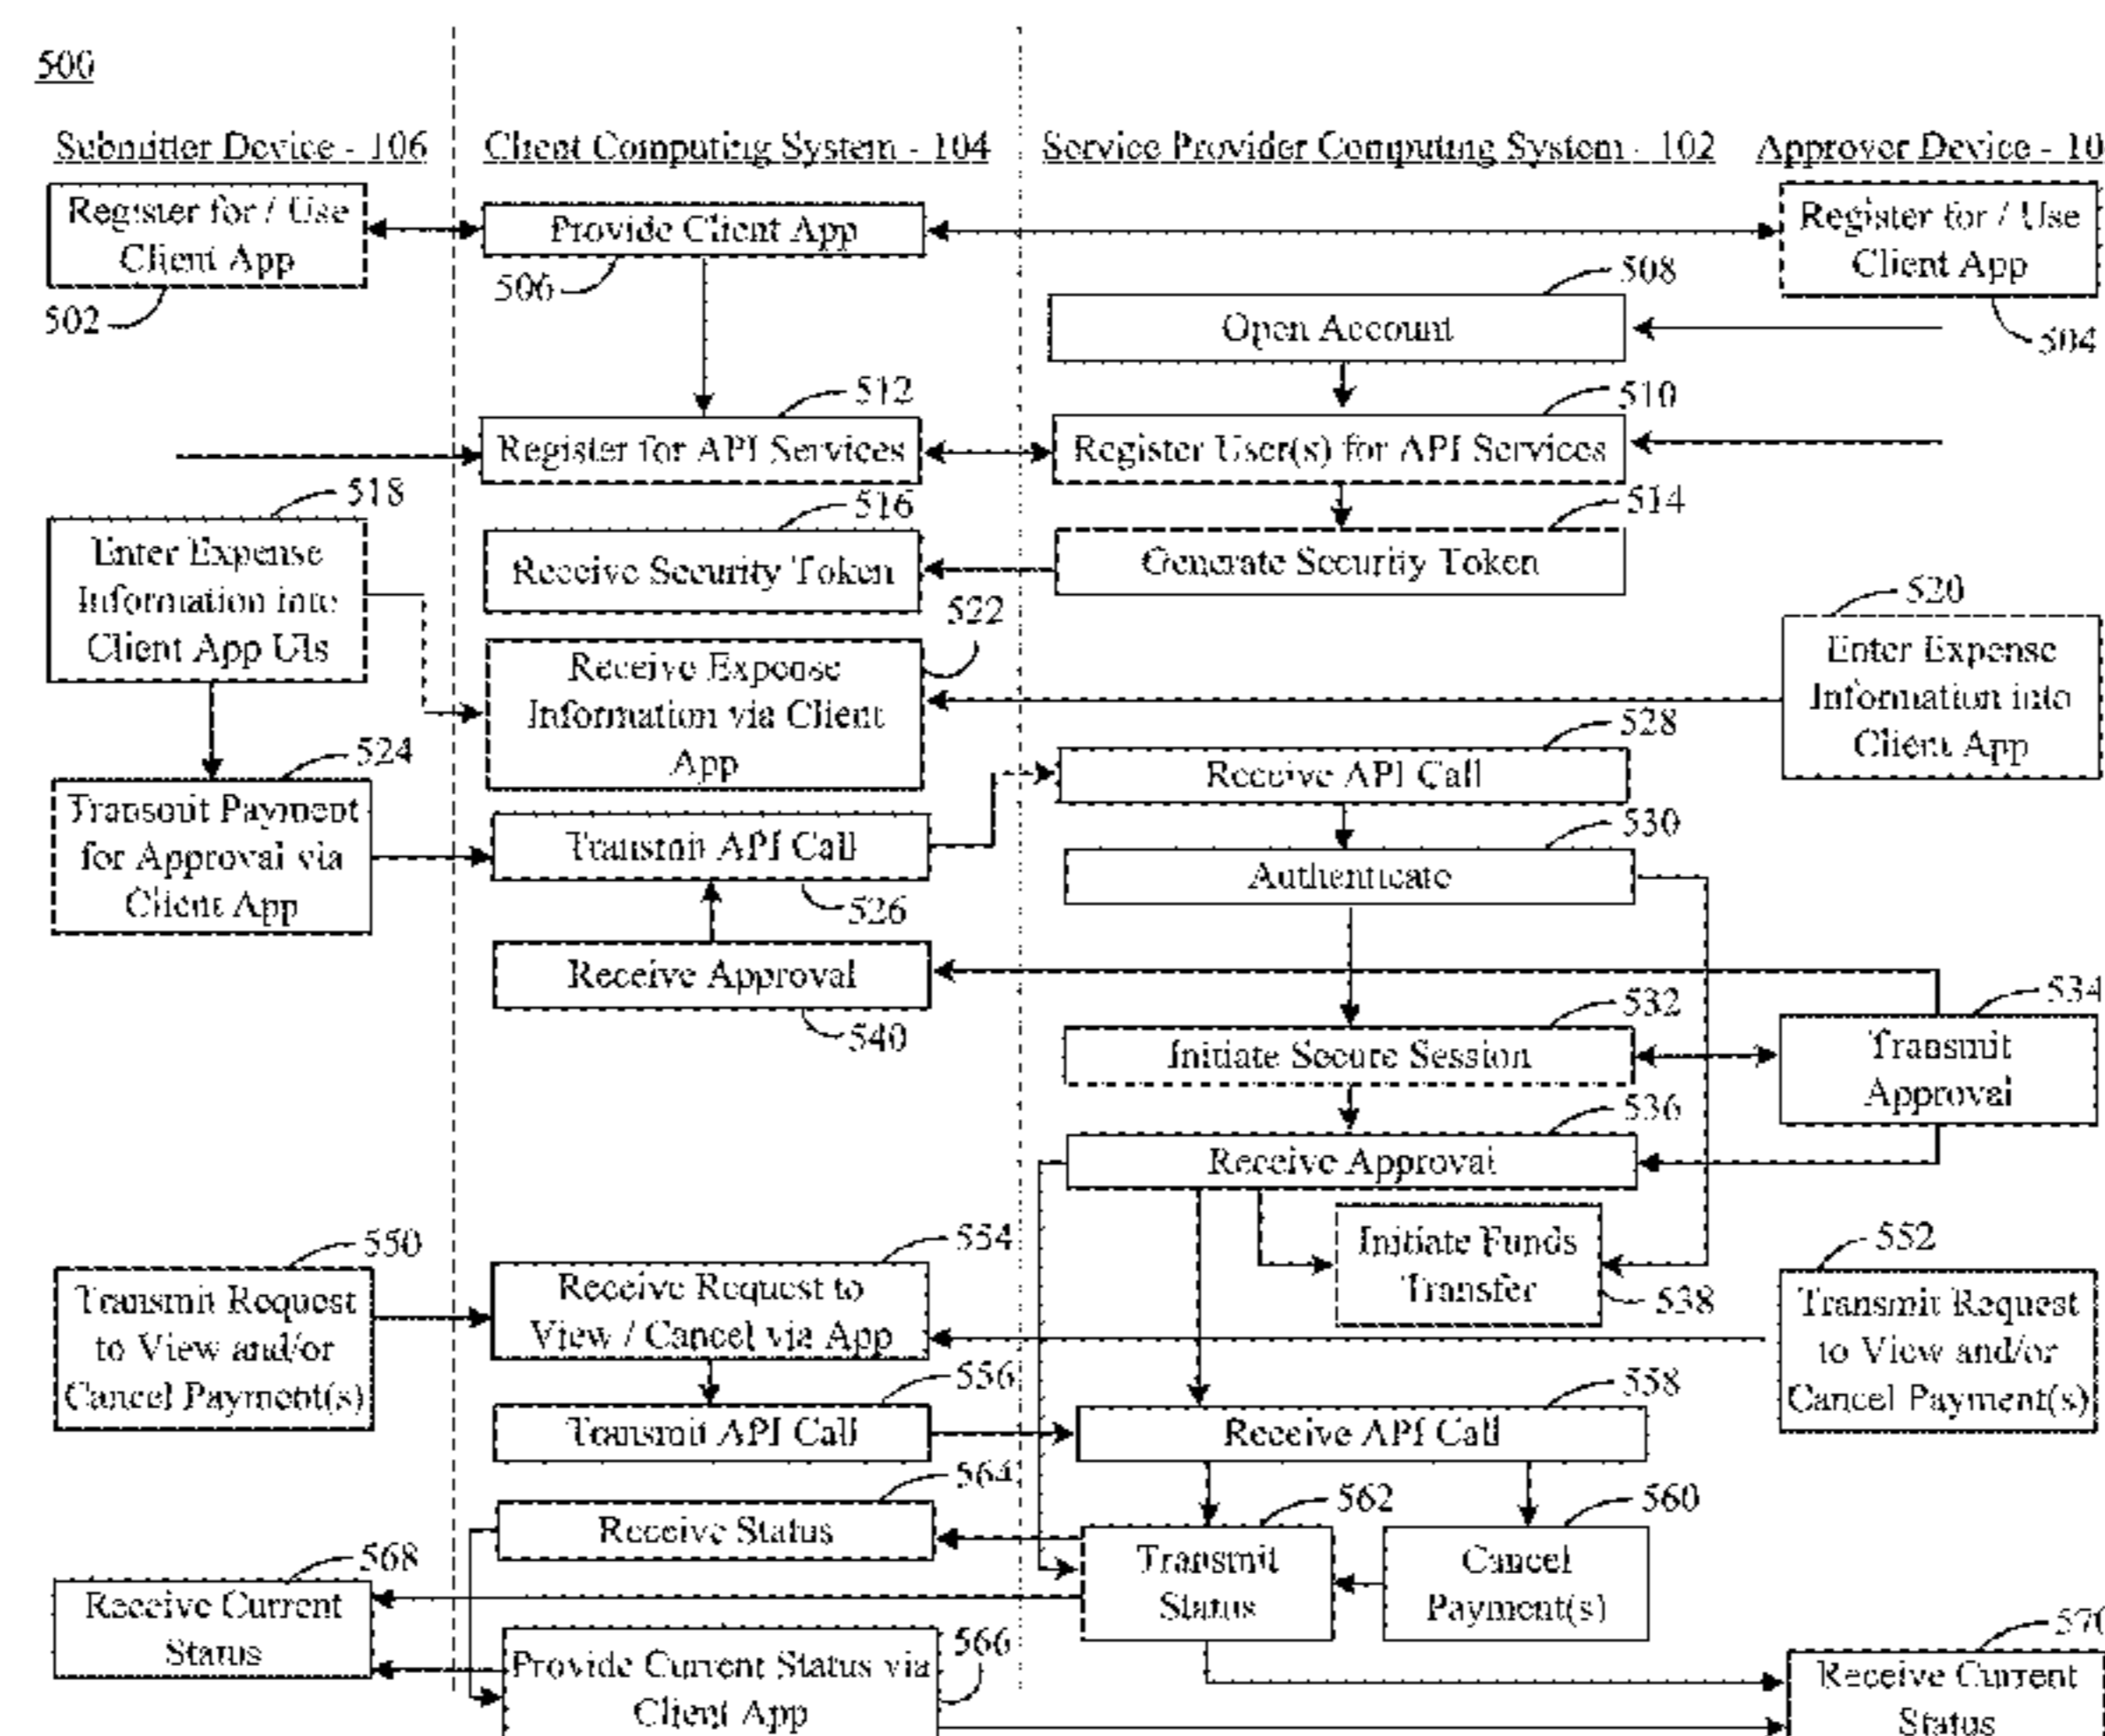 500
Submitter Device - 106
Client Computing System - 104
Service Provider Computing System - 102
Approver Device - 10
Register for / Use
Client App
502
Provide Client App
506
Register for / Use
Client App
504
508
Open Account
512
Register for API Services
510
Register User(s) for API Services
518
Enter Expense
Information into
Client App UIs
516
Receive Security Token
514
Generate Security Token
522
Receive Expense
Information via Client
App
520
Enter Expense
Information into
Client App
524
Transmit Payment
for Approval via
Client App
528
Receive API Call
Transmit API Call
526
530
Authenticate
Receive Approval
540
532
Initiate Secure Session
534
Transmit
Approval
536
Receive Approval
Initiate Funds
Transfer
538
550
Transmit Request
to View and/or
Cancel Payment(s)
554
Receive Request to
View / Cancel via App
552
Transmit Request
to View and/or
Cancel Payment(s)
556
Transmit API Call
558
Receive API Call
564
Receive Status
562
Transmit
Status
560
Cancel
Payment(s)
568
Receive Current
Status
566
Provide Current Status via
Client App
570
Receive Current
Status